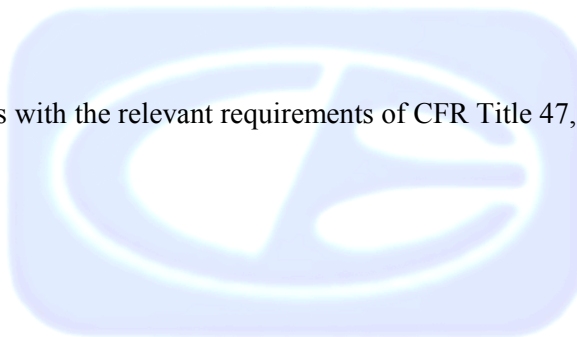 s with the relevant requirements of CFR Title 47,